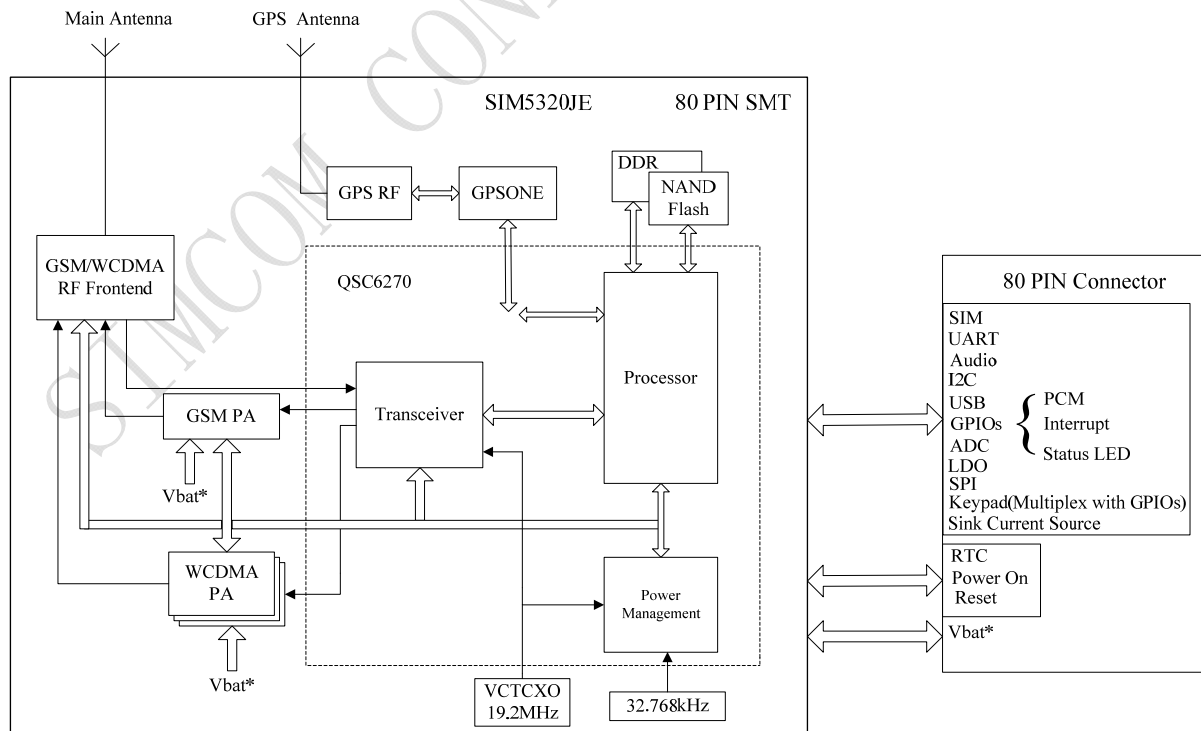 Main Antenna
GPS Antenna
SIM5320JE
80 PIN SMT
GPS RF
GPSONE
DDR
NAND
Flash
GSM/WCDMA
RF Frontend
QSC6270
Processor
Transceiver
GSM PA
Vbat*
WCDMA
PA
Vbat*
Power
Management
VCTCXO
19.2MHz
32.768kHz
80 PIN Connector
SIM
UART
Audio
I2C
USB
GPIOs
ADC
LDO
SPI
Keypad(Multiplex with GPIOs)
Sink Current Source
PCM
Interrupt
Status LED
RTC
Power On
Reset
Vbat*
SIMCOM CON